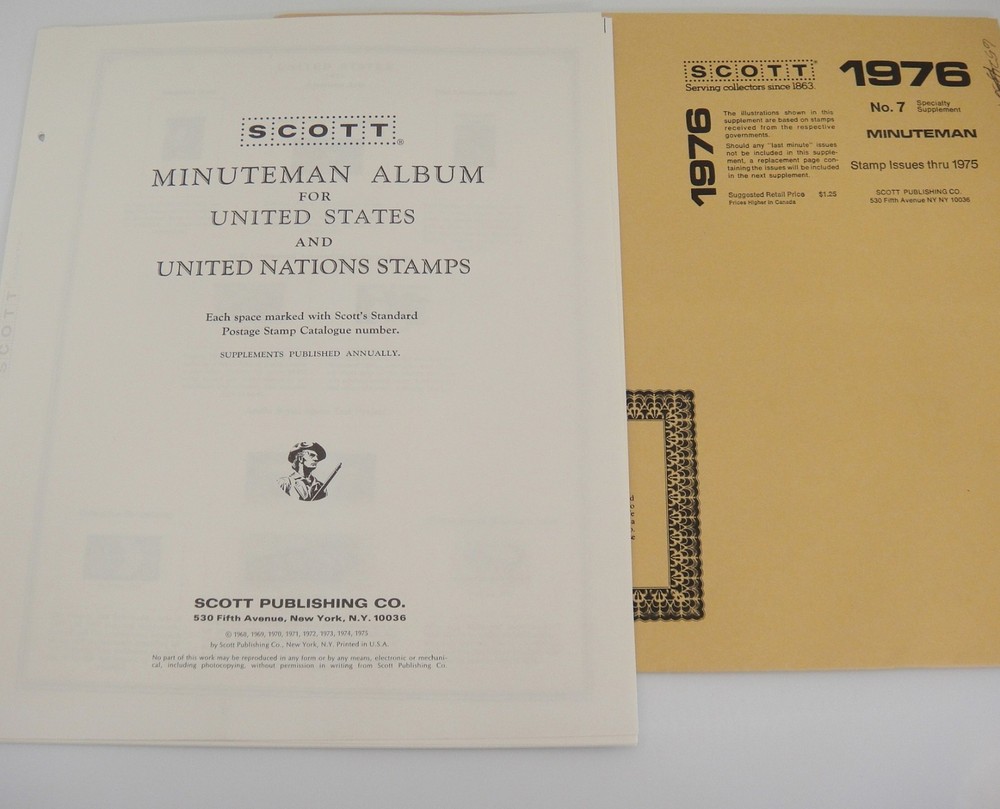 SCOTT®
MINUTEMAN ALBUM
FOR
UNITED STATES
AND
UNITED NATIONS STAMPS
Each space marked with Scott's Standard
Postage Stamp Catalogue number.
SUPPLEMENTS PUBLISHED ANNUALLY.
SCOTT PUBLISHING CO.
530 Fifth Avenue, New York, N.Y. 10036
© 1968, 1969, 1970, 1971, 1972, 1973, 1974, 1975
by Scott Publishing Co., New York, N.Y. Printed in U.S.A.
No part of this work may be reproduced in any form or by any means, electronic or mechani-
cal, including photocopying, without permission in writing from Scott Publishing Co.
SCOTT
SCOTT®
Serving collectors since 1863.
1976
The illustrations shown in this
supplement are based on stamps
received from the respective
governments.
Should any "last minute" issues
not be included in this supple-
ment, a replacement page con-
taining the issues will be included
in the next supplement.
Suggested Retail Price $1.25
Prices Higher in Canada
1976
No. 7 Specialty
Supplement
MINUTEMAN
Stamp Issues thru 1975
SCOTT PUBLISHING CO.
530 Fifth Avenue NY NY 10036